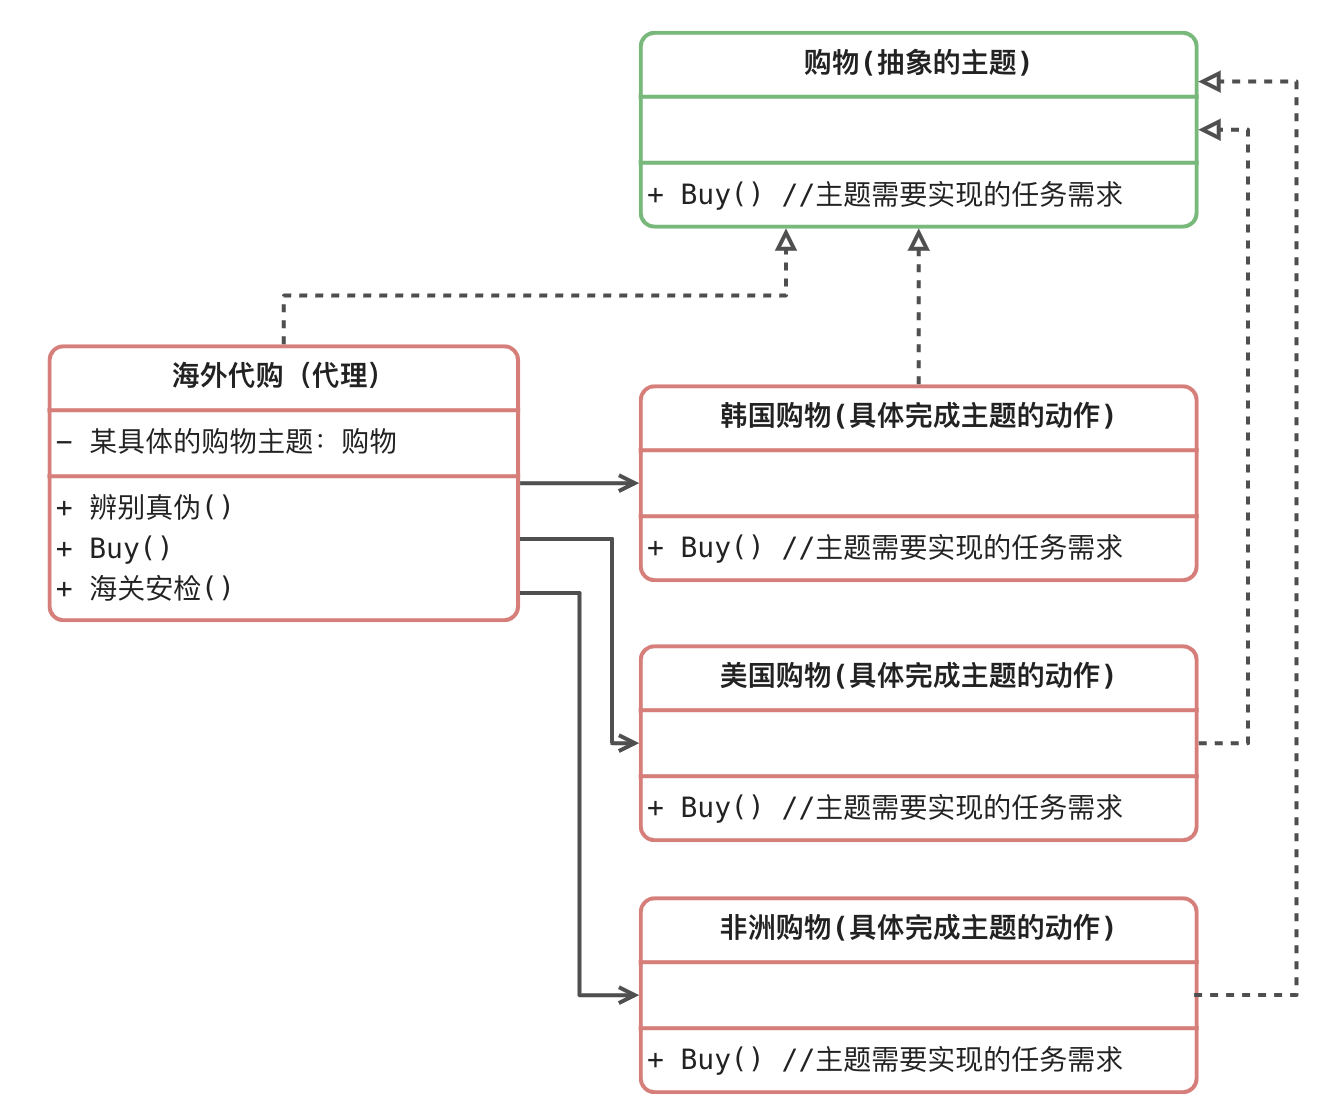 购物(抽象的主题)
+ Buy() //主题需要实现的任务需求
海外代购（代理）
- 某具体的购物主题：购物
+ 辨别真伪()
+ Buy()
+ 海关安检()
韩国购物(具体完成主题的动作)
+ Buy() //主题需要实现的任务需求
美国购物(具体完成主题的动作)
+ Buy() //主题需要实现的任务需求
非洲购物(具体完成主题的动作)
+ Buy() //主题需要实现的任务需求